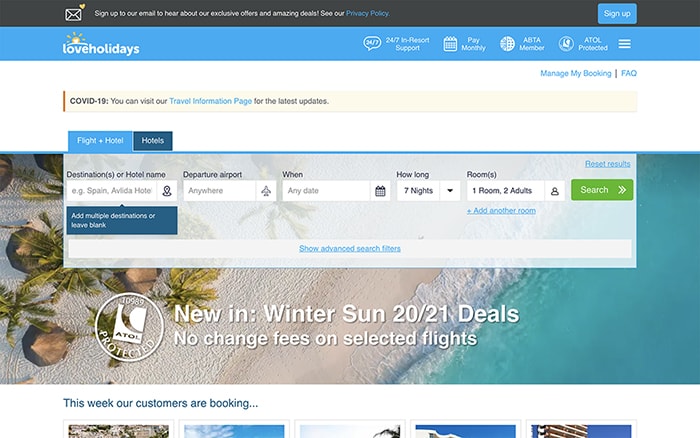 Sign up to our email to hear about our exclusive offers and amazing deals! See our Privacy Policy.
Sign up
loveholidays
24/7
24/7 In-Resort
Support
Pay
Monthly
ABTA
Member
ATOL
Protected
Manage My Booking | FAQ
COVID-19: You can visit our Travel Information Page for the latest updates.
Flight + Hotel
Hotels
Reset results
Destination(s) or Hotel name
Departure airport
When
How long
Room(s)
e.g. Spain, Avlida Hote
Anywhere
Any date
7 Nights
1 Room, 2 Adults
Search
Add multiple destinations or
leave blank
+ Add another room
Show advanced search filters
10989
ATOL
PROTECTED
New in: Winter Sun 20/21 Deals
No change fees on selected flights
This week our customers are booking...